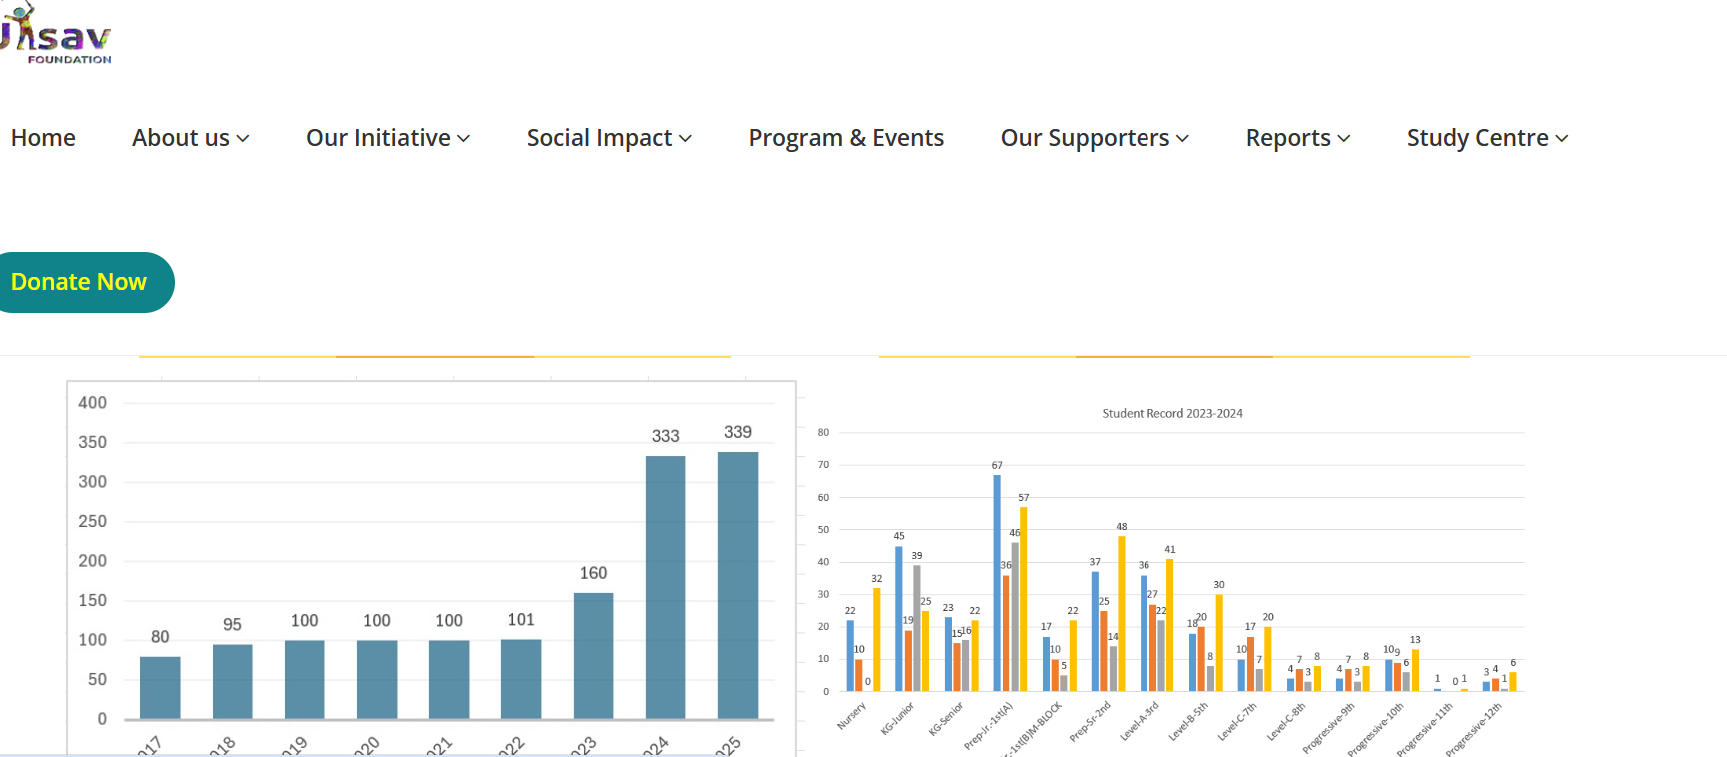 Utsav
FOUNDATION
Home About us Our Initiative Social Impact Program & Events Our Supporters Reports Study Centre
Donate Now
400
350
300
250
200
150
100
50
0
80 95 100 100 100 101 160 333 339
017 018 019 020 021 022 023 024 025
Student Record 2023-2024
80
70
60
50
40
30
20
10
0
22 10 0 32
45 19 39 25
23 15 16 22
67 36 46 57
17 10 5 22
37 25 14 48
36 27 22 41
18 20 8 30
10 17 7 20
4 7 3 8
4 7 3 8
10 9 6 13
1 0 1
3 4 1 6
Nursery
KG-Junior
KG-Senior
Prep-Jr.-1st(A)
r.-1st(B)M-BLOCK
Prep-Sr-2nd
Level-A-3rd
Level-B-5th
Level-C-7th
Level-C-8th
Progressive-9th
Progressive-10th
Progressive-11th
Progressive-12th